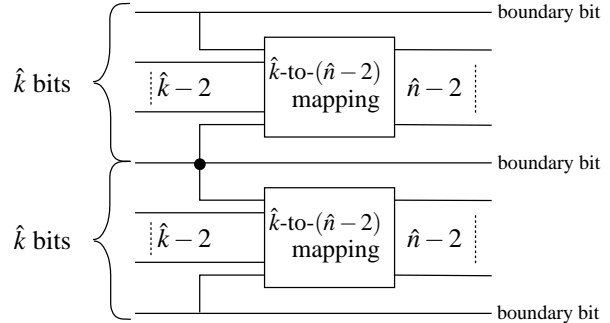 boundary bit
k̂ bits
k̂ − 2
k̂-to-(n̂ − 2)
mapping
n̂ − 2
boundary bit
k̂ bits
k̂ − 2
k̂-to-(n̂ − 2)
mapping
n̂ − 2
boundary bit